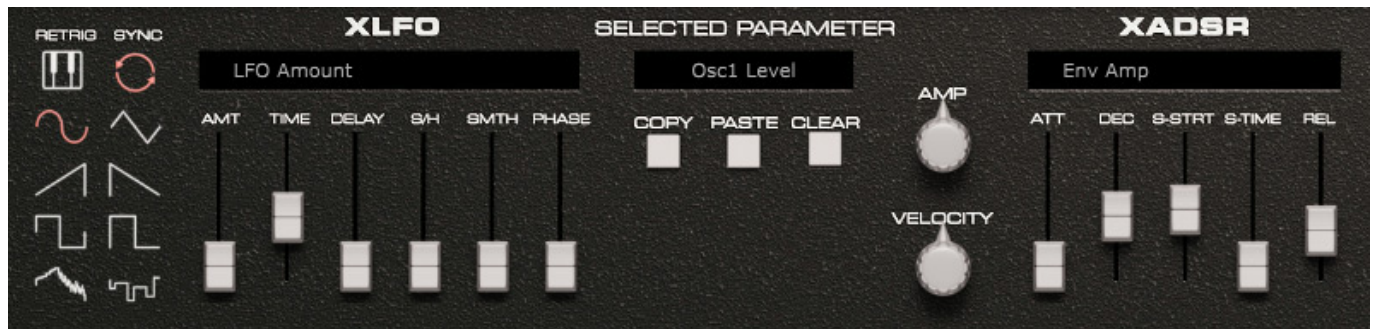 RETRIG SYNC
XLFO
LFO Amount
AMT TIME DELAY S/H SMTH PHASE
SELECTED PARAMETER
Osc1 Level
COPY PASTE CLEAR
AMP
VELOCITY
XADSR
Env Amp
ATT DEC S-STRT S-TIME REL